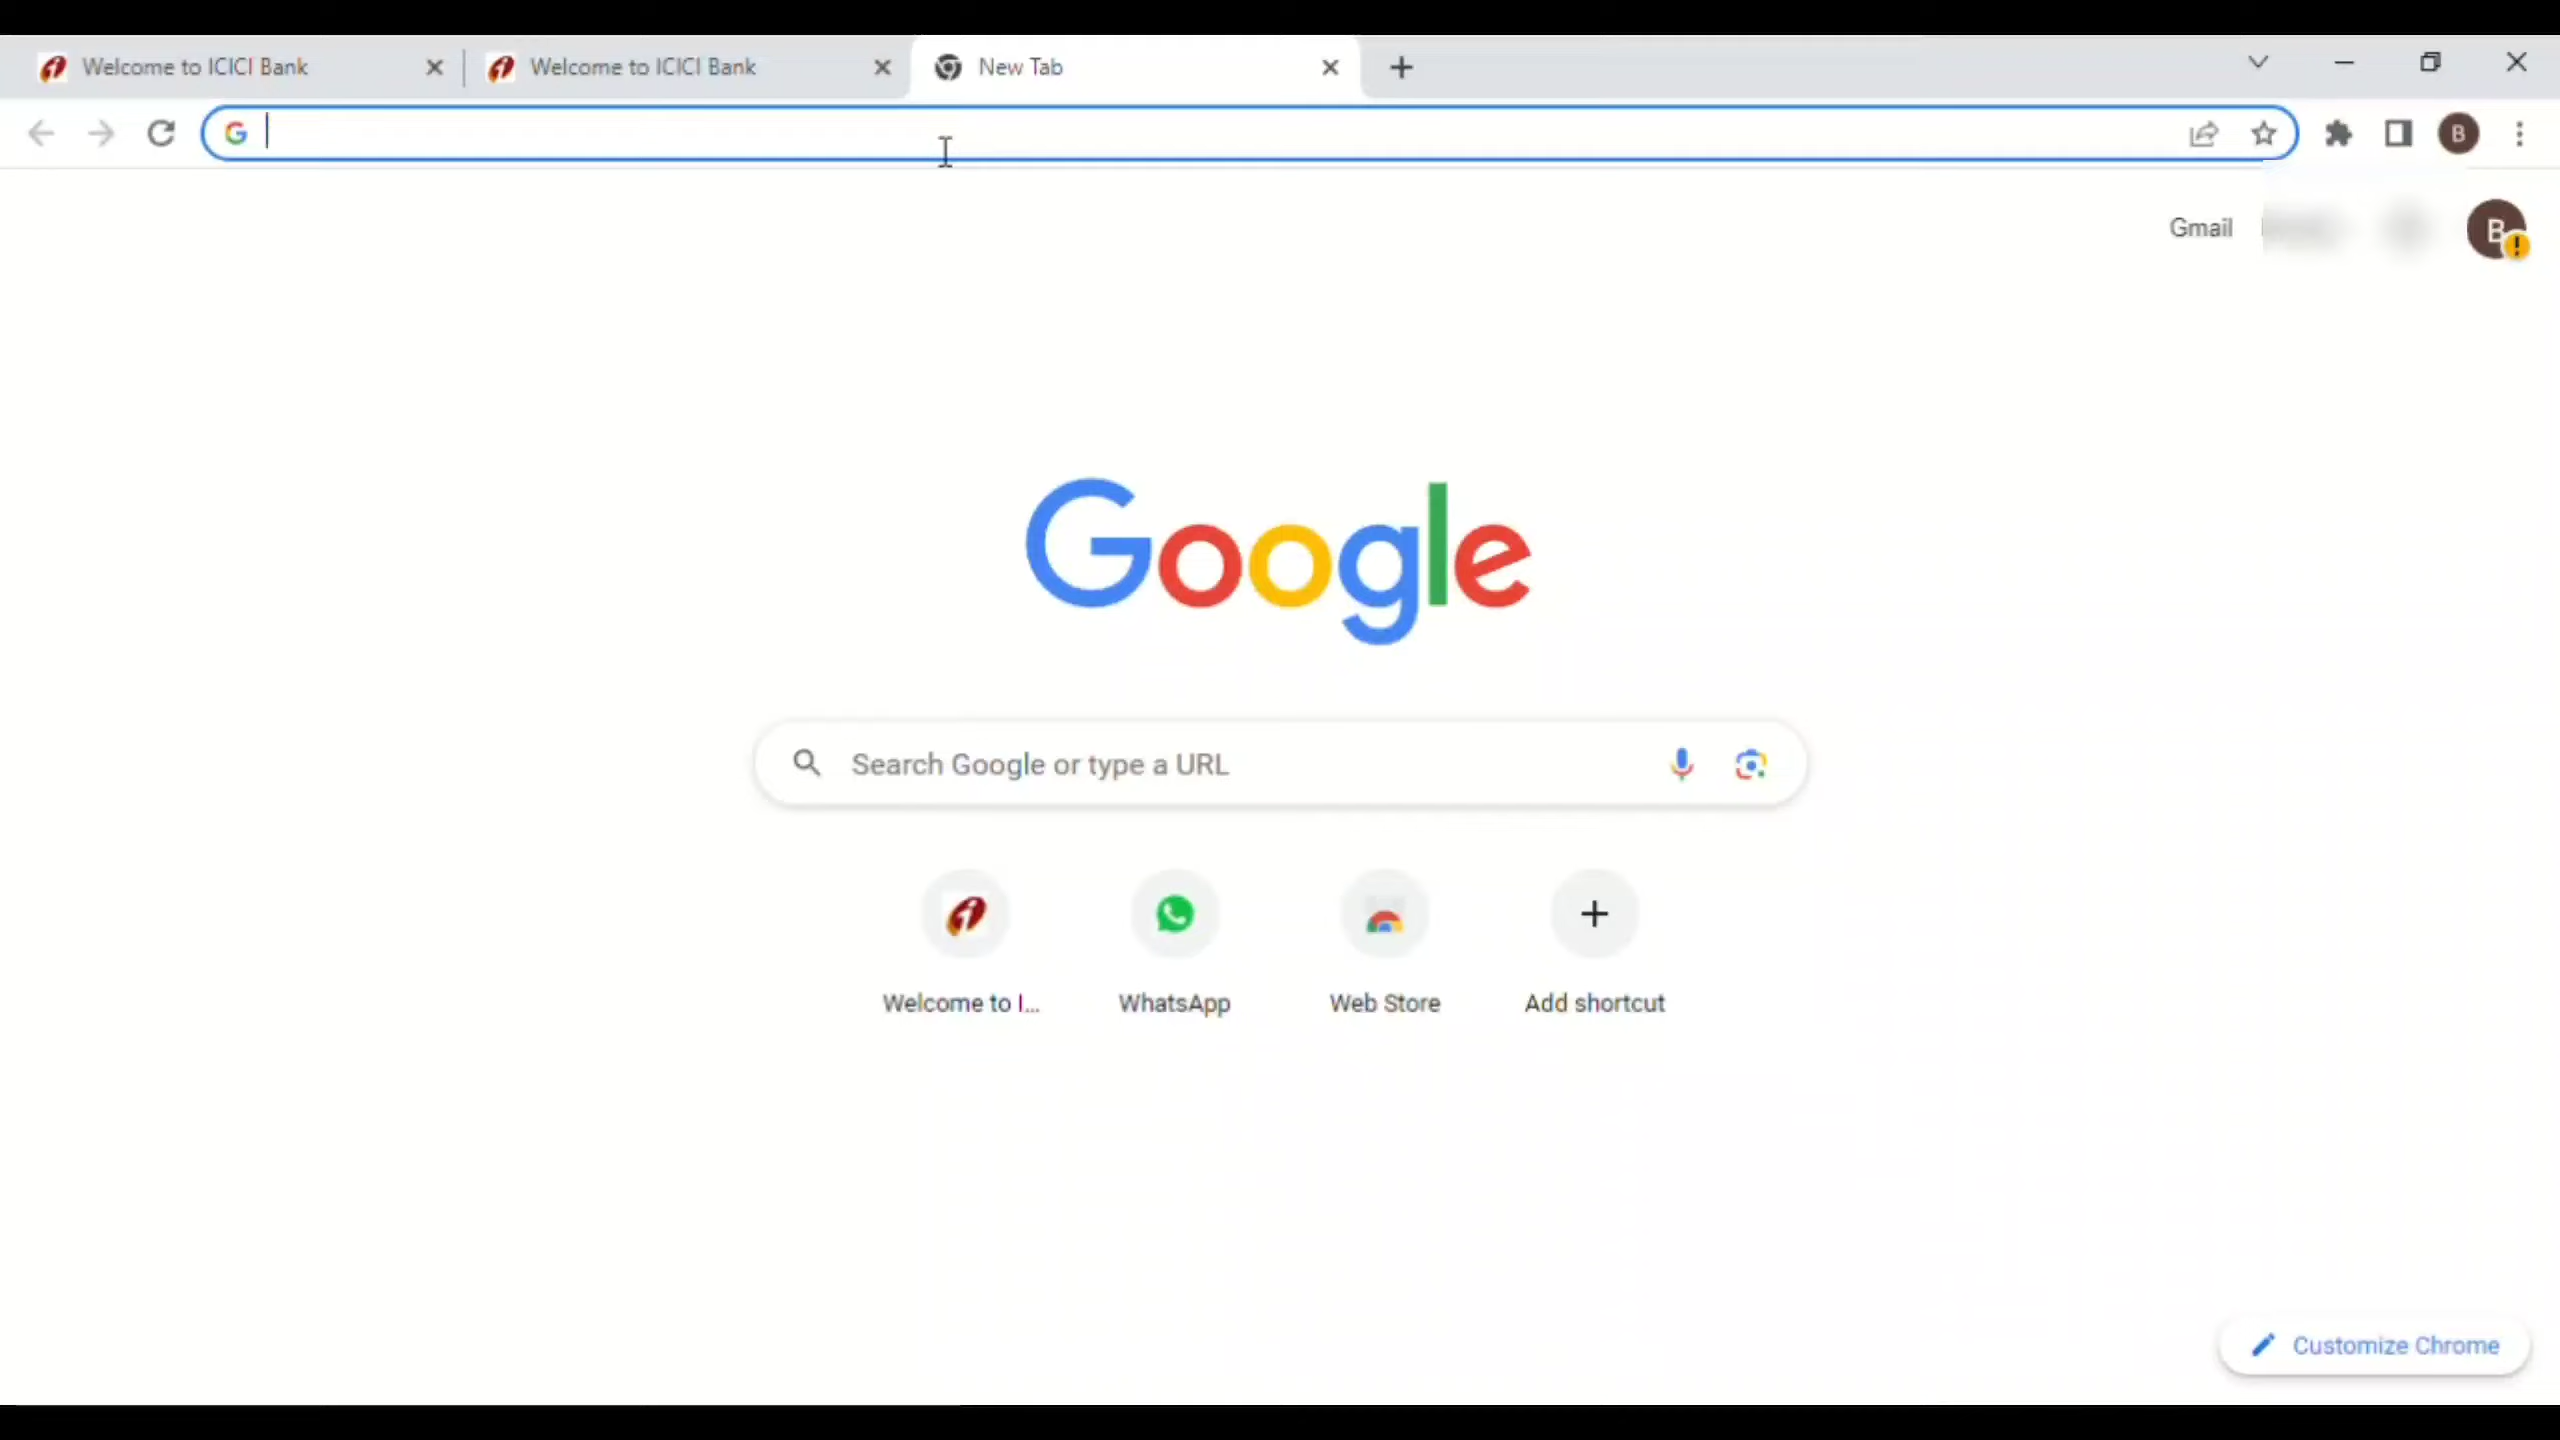 Welcome to ICICI Bank
Welcome to ICICI Bank
New Tab
B
Gmail
B
Google
Search Google or type a URL
Welcome to I...
WhatsApp
Web Store
Add shortcut
Customize Chrome